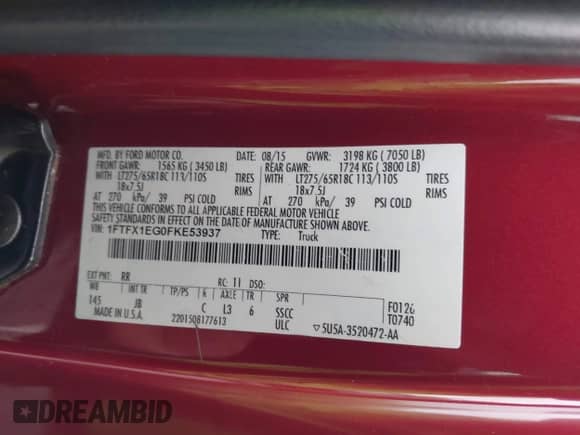 MFD. BY FORD MOTOR CO.
08/15 GVWR: 3198 KG ( 7050 LB)
FRONT GAWR: 1565 KG ( 3450 LB) REAR GAWR: 1724 KG ( 3800 LB)
WITH LT275/65R18C 113/110S TIRES WITH LT275/65R18C 113/110S TIRES
18x7.5J 18x7.5J RIMS
AT 270 kPa/ 39 PSI COLD AT 270 kPa/ 39 PSI COLD
THIS VEHICLE CONFORMS TO ALL APPLICABLE FEDERAL MOTOR VEHICLE
SAFETY AND THEFT PREVENTION STANDARDS IN EFFECT ON THE DATE OF MANUFACTURE SHOWN ABOVE.
VIN: 1FTFX1EG0FKE53937 TYPE: Truck
EXT PNT: RR RC: 11 DSO:
WB INT TR TP/PS R AXLE TR SPR
145 JB C L3 6 SSCC F0126
MADE IN U.S.A. 2201508177613 ULC T0740
5U5A-3520472-AA
DREAMBID